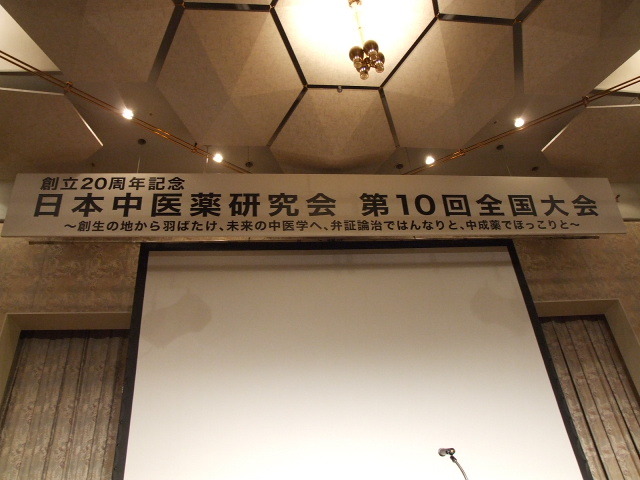 創立20周年記念
日本中医薬研究会 第10回全国大会
～創生の地から羽ばたけ、未来の中医学へ、弁証論治ではんなりと、中成薬でほっこりと～